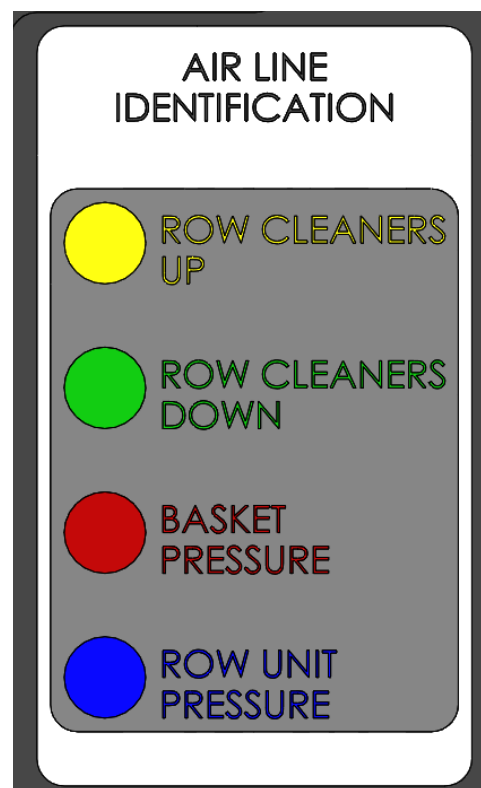 AIR LINE
IDENTIFICATION
ROW CLEANERS
UP
ROW CLEANERS
DOWN
BASKET
PRESSURE
ROW UNIT
PRESSURE